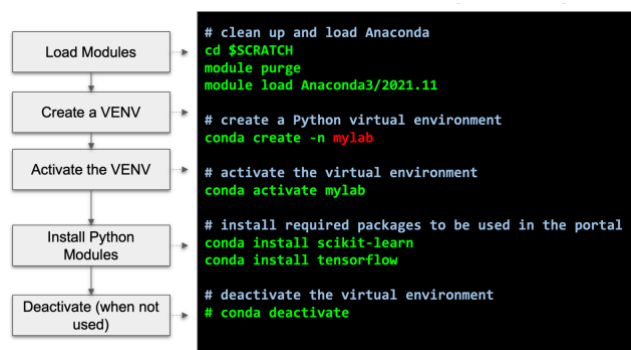 Load Modules
Create a VENV
Activate the VENV
Install Python
Modules
Deactivate (when not
used)
# clean up and load Anaconda
cd $SCRATCH
module purge
module load Anaconda3/2021.11
# create a Python virtual environment
conda create -n mylab
# activate the virtual environment
conda activate mylab
# install required packages to be used in the portal
conda install scikit-learn
conda install tensorflow
# deactivate the virtual environment
# conda deactivate